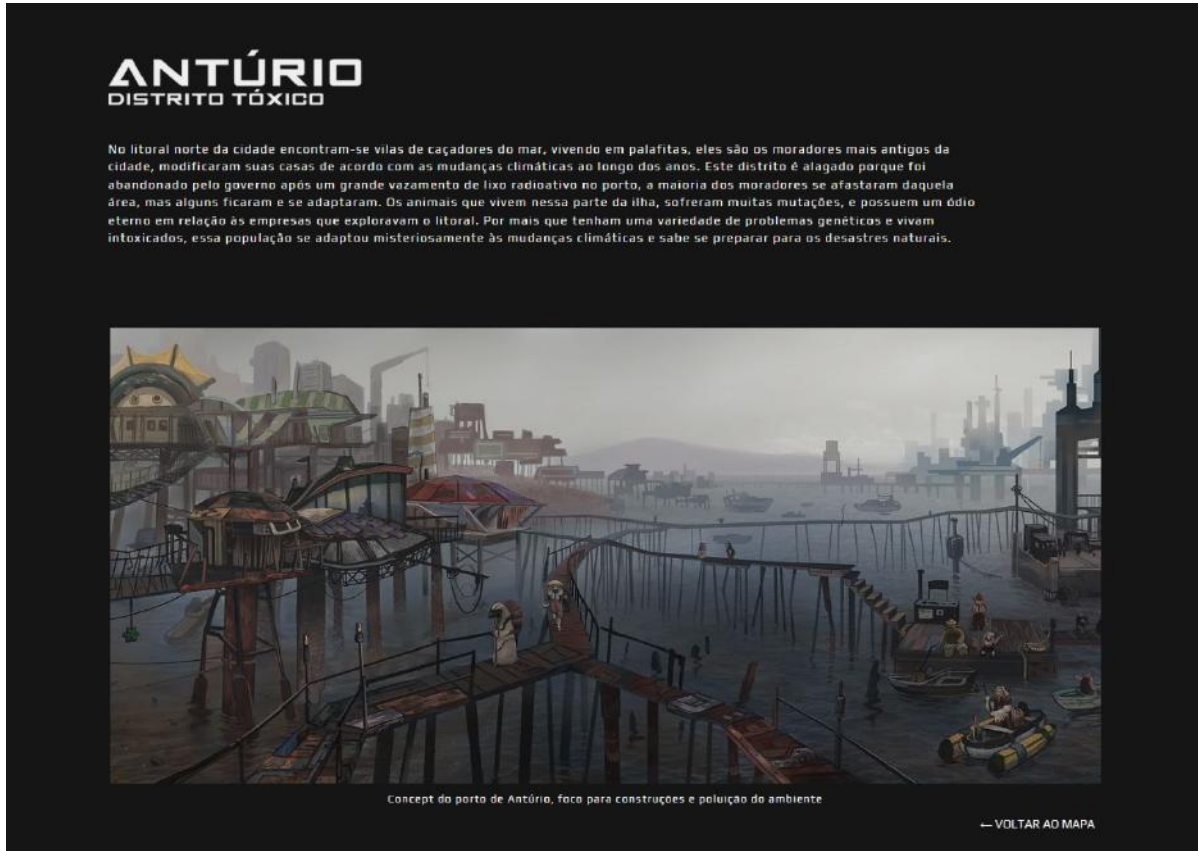 ANTÚRIO
DISTRITO TÓXICO
No litoral norte da cidade encontram-se vilas de caçadores do mar, vivendo em palafitas, eles são os moradores mais antigos da
cidade, modificaram suas casas de acordo com as mudanças climáticas ao longo dos anos. Este distrito é alagado porque foi
abandonado pelo governo após um grande vazamento de lixo radioativo no porto, a maioria dos moradores se afastaram daquela
área, mas alguns ficaram e se adaptaram. Os animais que vivem nessa parte da ilha, sofreram muitas mutações, e possuem um ódio
eterno em relação às empresas que exploravam o litoral. Por mais que tenham uma variedade de problemas genéticos e vivam
intoxicados, essa população se adaptou misteriosamente às mudanças climáticas e sabe se preparar para os desastres naturais.
Concept do porto de Antúrio, foco para construções e poluição do ambiente
← VOLTAR AO MAPA